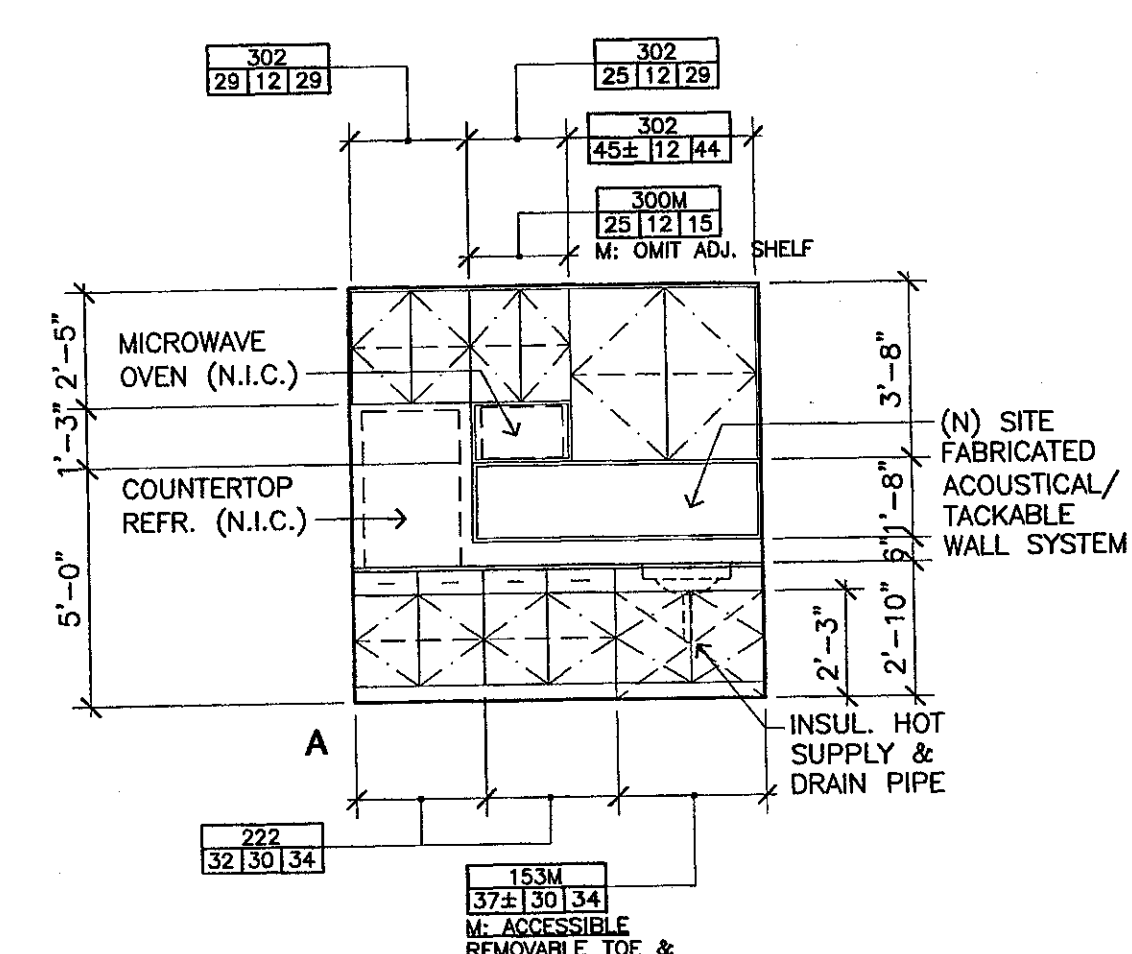 302
29 12 29
302
25 12 29
302
45± 12 44
300M
25 12 15
M: OMIT ADJ. SHELF
2'-5"
1'-3"
5'-0"
MICROWAVE
OVEN (N.I.C.)
COUNTERTOP
REFR. (N.I.C.)
3'-8"
1'-8"
6"
2'-10"
2'-3"
(N) SITE
FABRICATED
ACOUSTICAL/
TACKABLE
WALL SYSTEM
A
INSUL. HOT
SUPPLY &
DRAIN PIPE
222
32 30 34
153M
37± 30 34
M: ACCESSIBLE
REMOVABLE TOE &